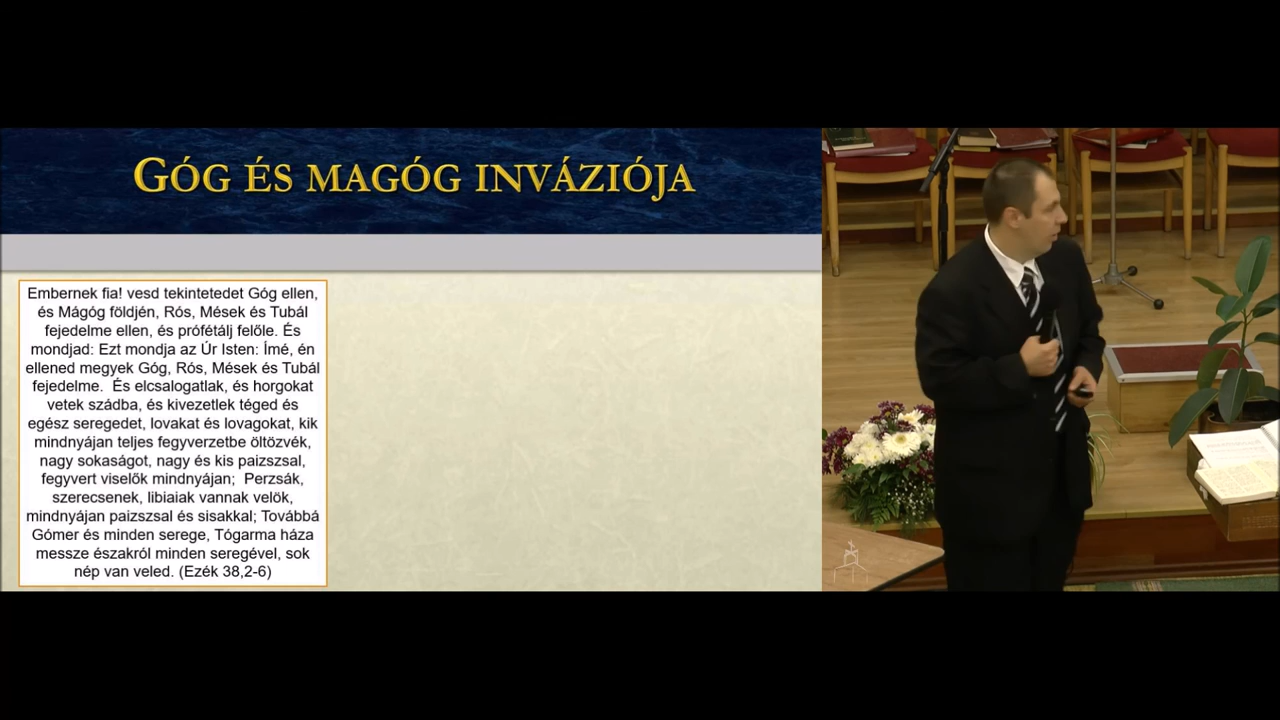 GÓG ÉS MAGÓG INVÁZIÓJA
Embernek fia! vesd tekintetedet Góg ellen,
és Mágóg földjén, Rós, Mések és Tubál
fejedelme ellen, és prófétálj felőle. És
mondjad: Ezt mondja az Úr Isten: Ímé, én
ellened megyek Góg, Rós, Mések és Tubál
fejedelme.  És elcsalogatlak, és horgokat
vetek szádba, és kivezetlek téged és
egész seregedet, lovakat és lovagokat, kik
mindnyájan teljes fegyverzetbe öltözvék,
nagy sokaságot, nagy és kis paizszsal,
fegyvert viselők mindnyájan;  Perzsák,
szerecsenek, libiaiak vannak velök,
mindnyájan paizszsal és sisakkal; Továbbá
Gómer és minden serege, Tógarma háza
messze északról minden seregével, sok
nép van veled. (Ezék 38,2-6)